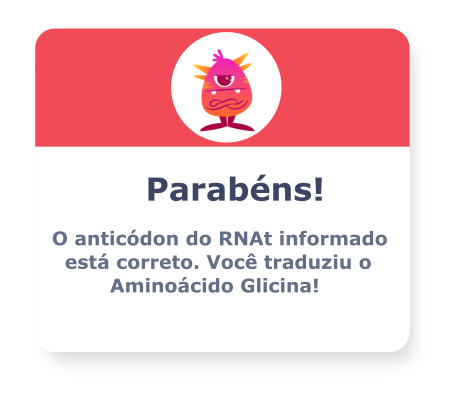 Parabéns!
O anticódon do RNAt informado
está correto. Você traduziu o
Aminoácido Glicina!